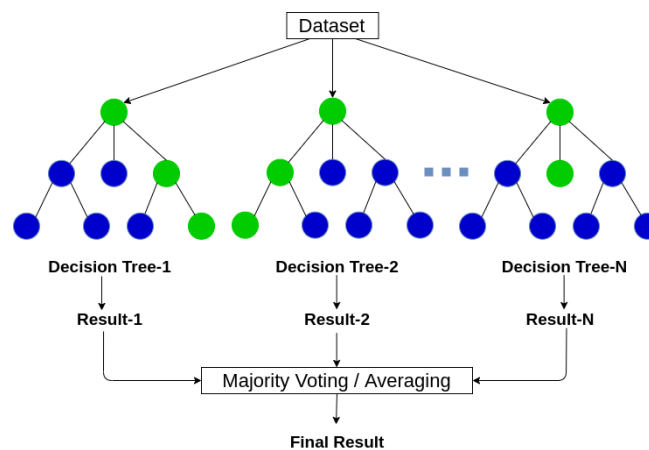 Dataset
Decision Tree-1
Decision Tree-2
Decision Tree-N
Result-1
Result-2
Result-N
Majority Voting / Averaging
Final Result